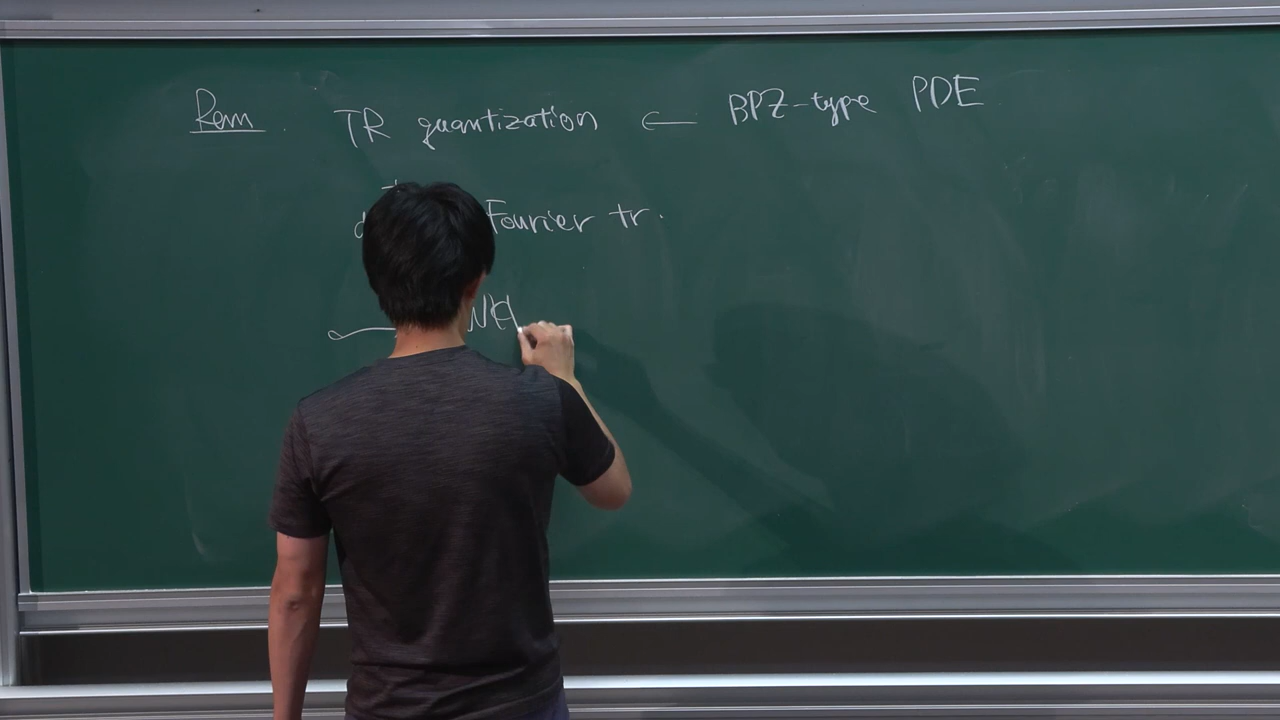 Rem. TR quantization ← BPZ-type PDE
+
Fourier tr.